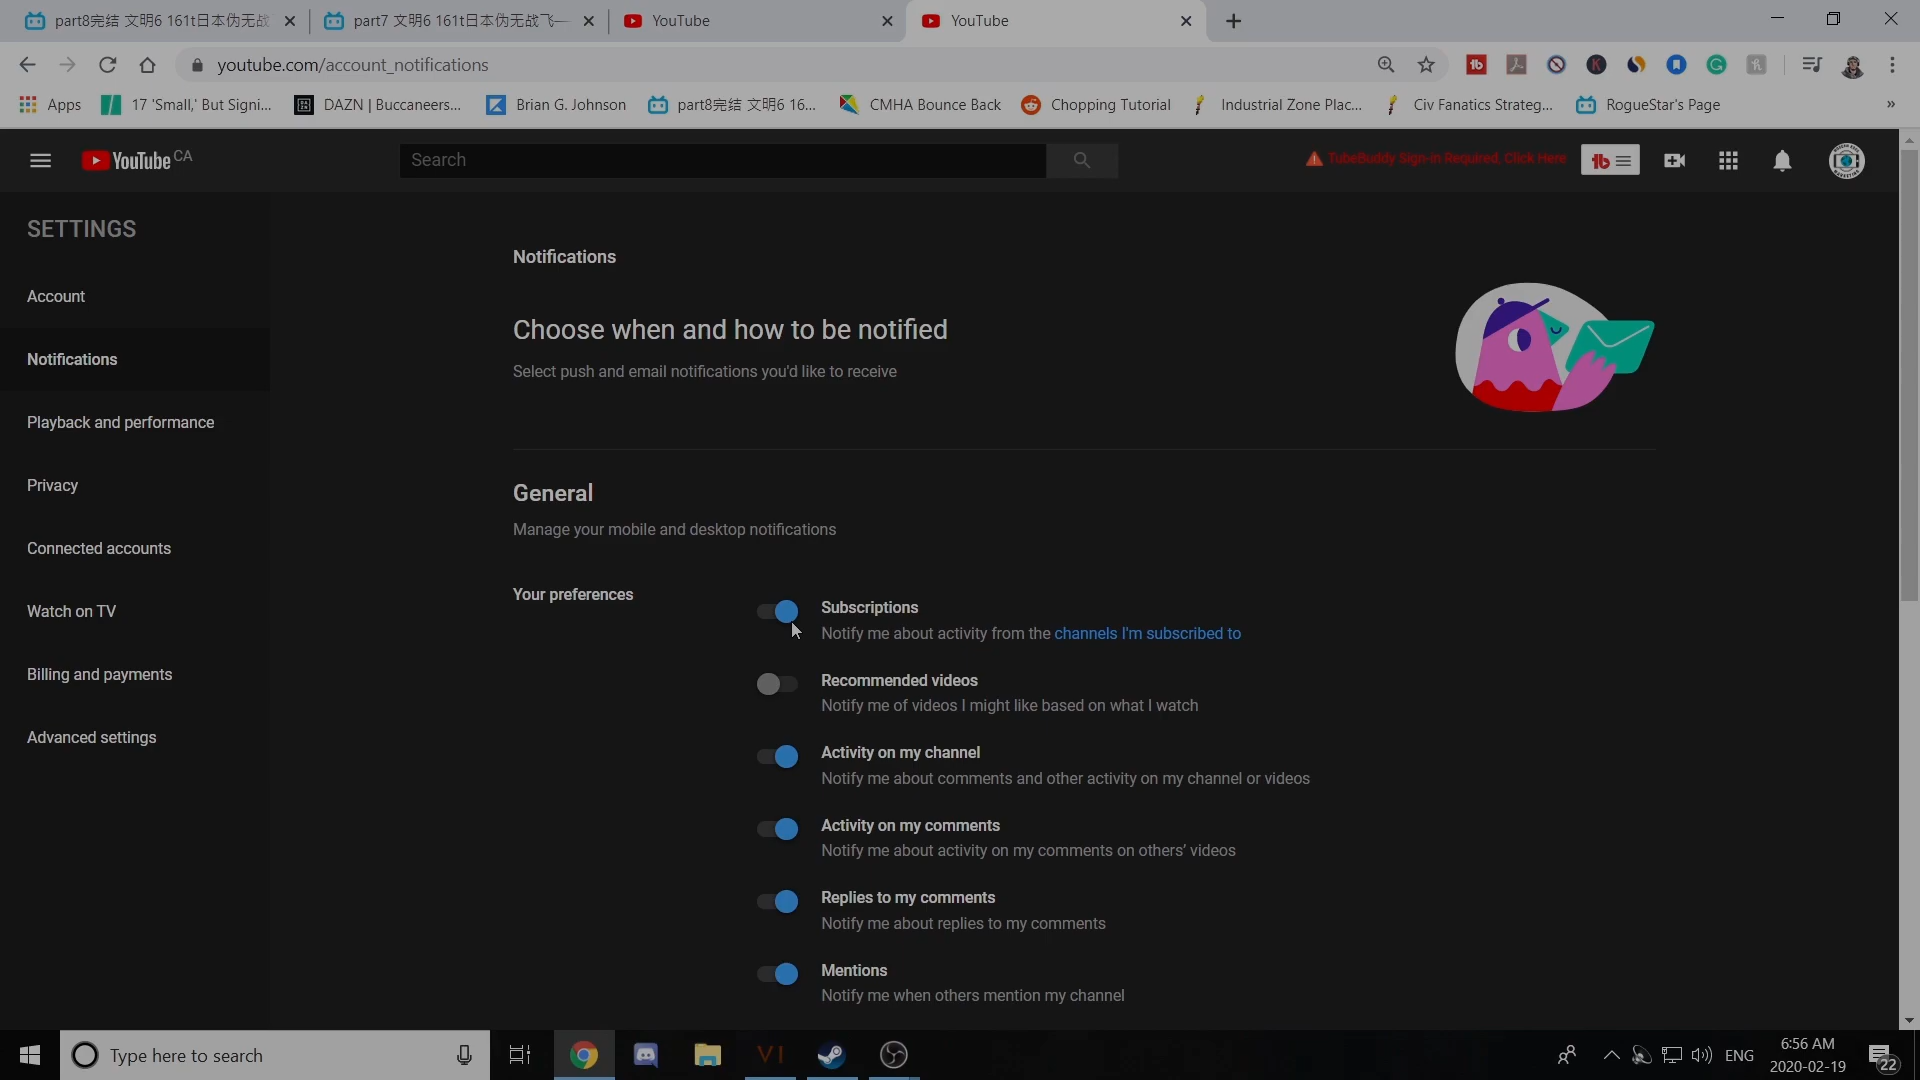 part8完结 文明6 161t日本伪无战
part7 文明6 161t日本伪无战飞一
YouTube
YouTube
youtube.com/account_notifications
Apps
17 'Small,' But Signi...
DAZN | Buccaneers...
Brian G. Johnson
part8完结 文明6 16...
CMHA Bounce Back
Chopping Tutorial
Industrial Zone Plac...
Civ Fanatics Strateg...
RogueStar's Page
»
YouTube CA
Search
TubeBuddy Sign-in Required. Click Here
SETTINGS
Account
Notifications
Playback and performance
Privacy
Connected accounts
Watch on TV
Billing and payments
Advanced settings
Notifications
Choose when and how to be notified
Select push and email notifications you'd like to receive
General
Manage your mobile and desktop notifications
Your preferences
Subscriptions
Notify me about activity from the channels I'm subscribed to
Recommended videos
Notify me of videos I might like based on what I watch
Activity on my channel
Notify me about comments and other activity on my channel or videos
Activity on my comments
Notify me about activity on my comments on others’ videos
Replies to my comments
Notify me about replies to my comments
Mentions
Notify me when others mention my channel
Type here to search
VI
ENG
6:56 AM
2020-02-19
22